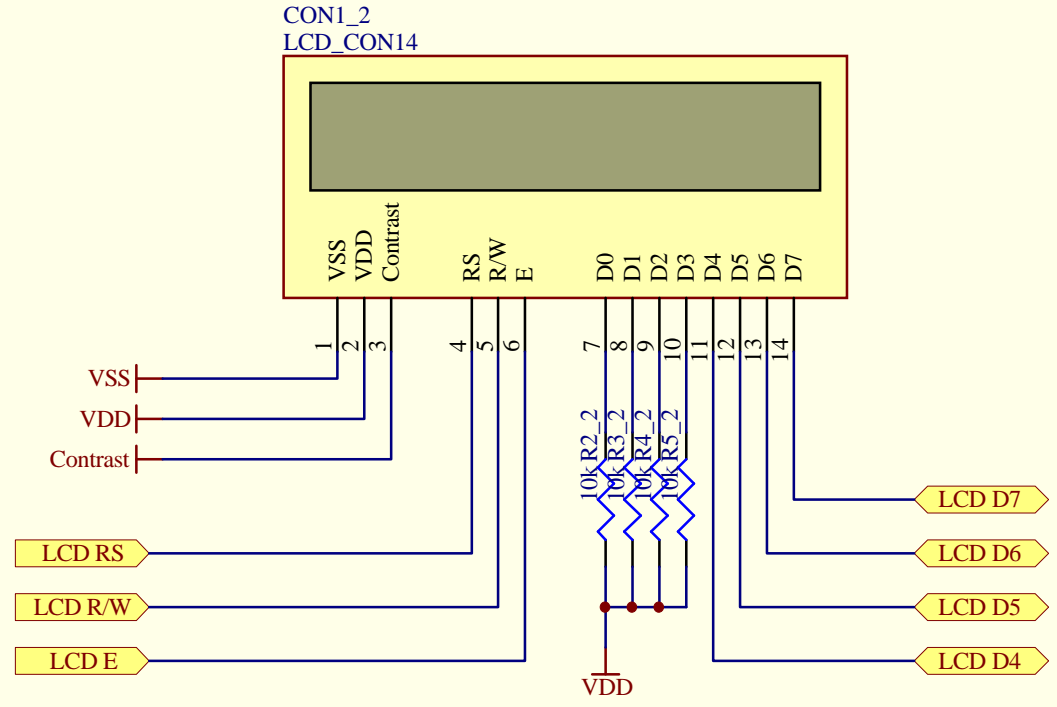 CON1_2
LCD_CON14
VSS
VDD
Contrast
RS
R/W
E
D0
D1
D2
D3
D4
D5
D6
D7
1
2
3
4
5
6
7
8
9
10
11
12
13
14
VSS
VDD
Contrast
LCD RS
LCD R/W
LCD E
R2_2
10k
R3_2
10k
R4_2
10k
R5_2
10k
VDD
LCD D7
LCD D6
LCD D5
LCD D4